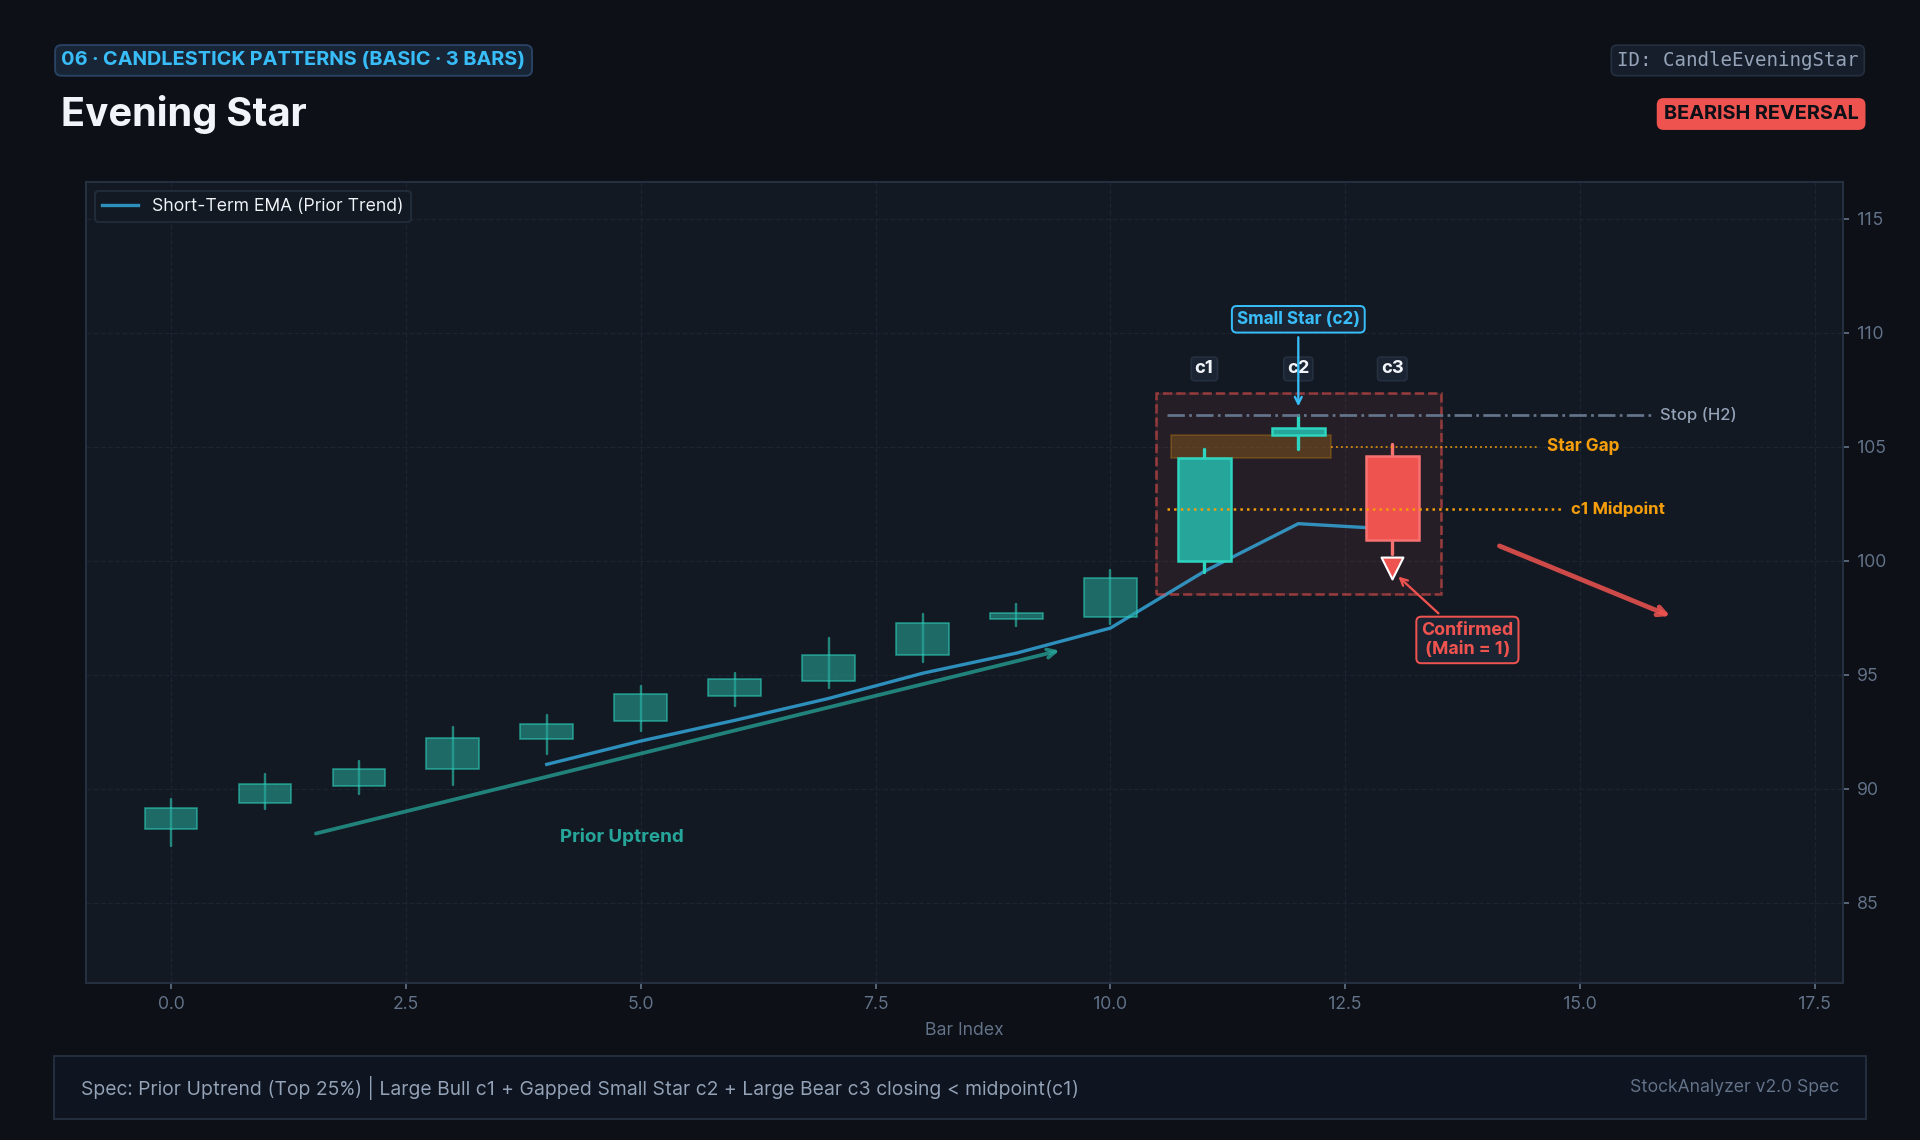 06 · CANDLESTICK PATTERNS (BASIC · 3 BARS)
ID: CandleEveningStar
Evening Star
BEARISH REVERSAL
Short-Term EMA (Prior Trend)
115
110
105
100
95
90
85
Small Star (c2)
c1
c2
c3
Stop (H2)
Star Gap
c1 Midpoint
Confirmed
(Main = 1)
Prior Uptrend
0.0
2.5
5.0
7.5
10.0
12.5
15.0
17.5
Bar Index
Spec: Prior Uptrend (Top 25%) | Large Bull c1 + Gapped Small Star c2 + Large Bear c3 closing < midpoint(c1)
StockAnalyzer v2.0 Spec